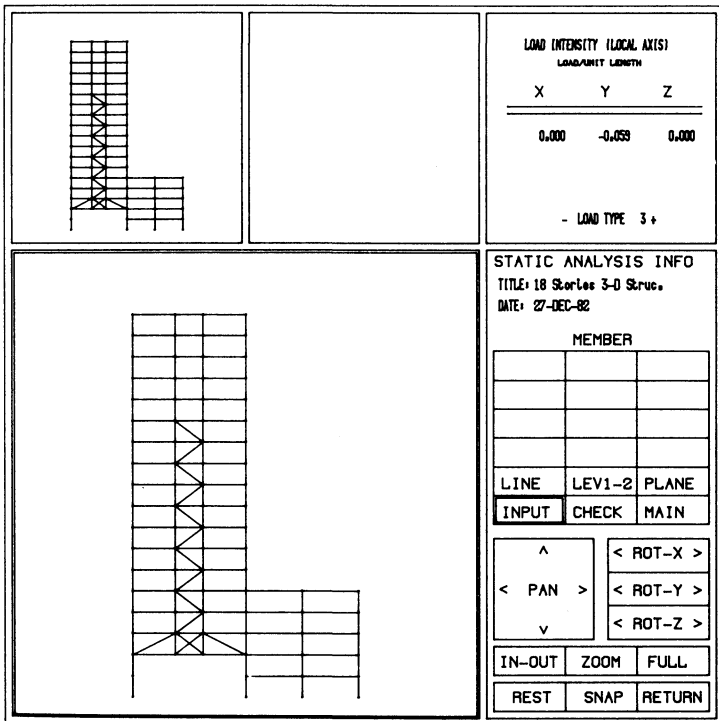 LOAD INTENSITY (LOCAL AXIS)
LOAD/UNIT LENGTH
X Y Z
0.000 -0.059 0.000
- LOAD TYPE 3 +
STATIC ANALYSIS INFO
TITLE: 18 Stories 3-D Struc.
DATE: 27-DEC-82
MEMBER
LINE LEV1-2 PLANE
INPUT CHECK MAIN
^
< PAN >
v
< ROT-X >
< ROT-Y >
< ROT-Z >
IN-OUT ZOOM FULL
REST SNAP RETURN